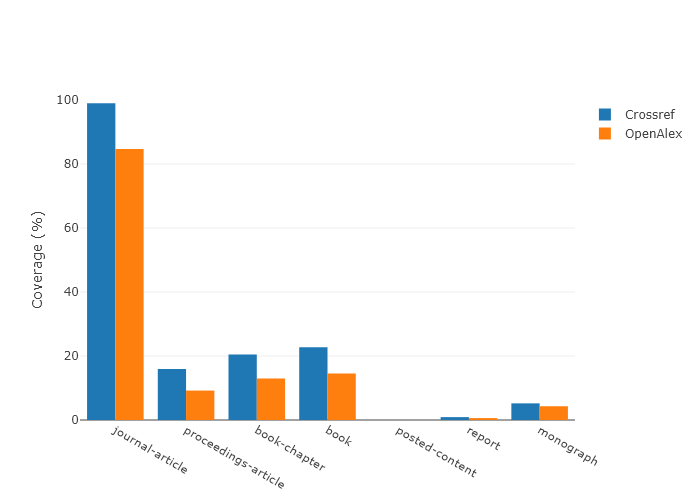 100
80
60
40
20
0
Coverage (%)
journal-article
proceedings-article
book-chapter
book
posted-content
report
monograph
Crossref
OpenAlex